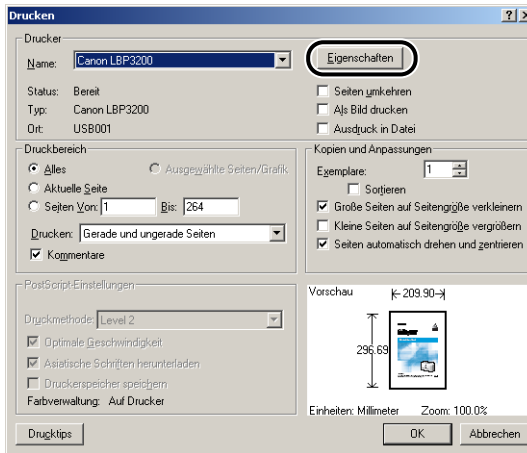 Drucken
Drucker
Name: Canon LBP3200
Eigenschaften
Status: Bereit
Typ: Canon LBP3200
Ort: USB001
Seiten umkehren
Als Bild drucken
Ausdruck in Datei
Druckbereich
Alles
Ausgewählte Seiten/Grafik
Aktuelle Seite
Seiten Von: 1 Bis: 264
Drucken: Gerade und ungerade Seiten
Kommentare
Kopien und Anpassungen
Exemplare: 1
Sortieren
Große Seiten auf Seitengröße verkleinern
Kleine Seiten auf Seitengröße vergrößern
Seiten automatisch drehen und zentrieren
PostScript-Einstellungen
Druckmethode: Level 2
Optimale Geschwindigkeit
Asiatische Schriften herunterladen
Druckerspeicher speichern
Farbverwaltung: Auf Drucker
Vorschau
209.90
296.69
Einheiten: Millimeter Zoom: 100.0%
Drucktips
OK
Abbrechen